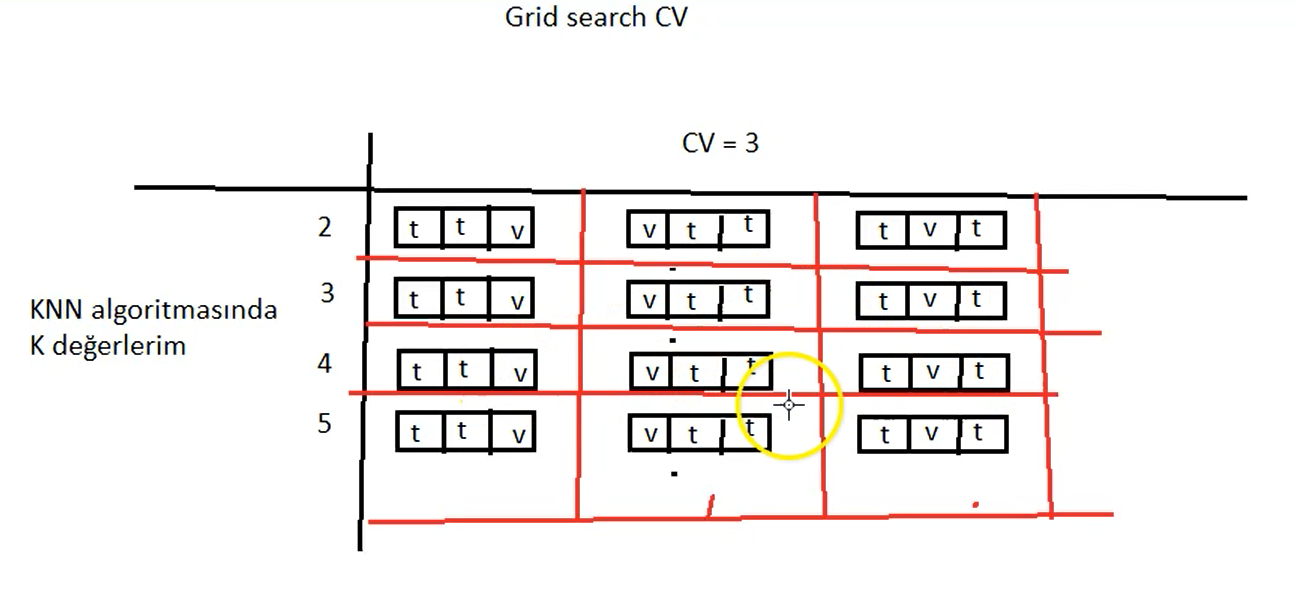 Grid search CV
CV = 3
2 t t v v t t t v t
3 t t v v t t t v t
KNN algoritmasında
K değerlerim
4 t t v v t t t v t
5 t t v v t t t v t